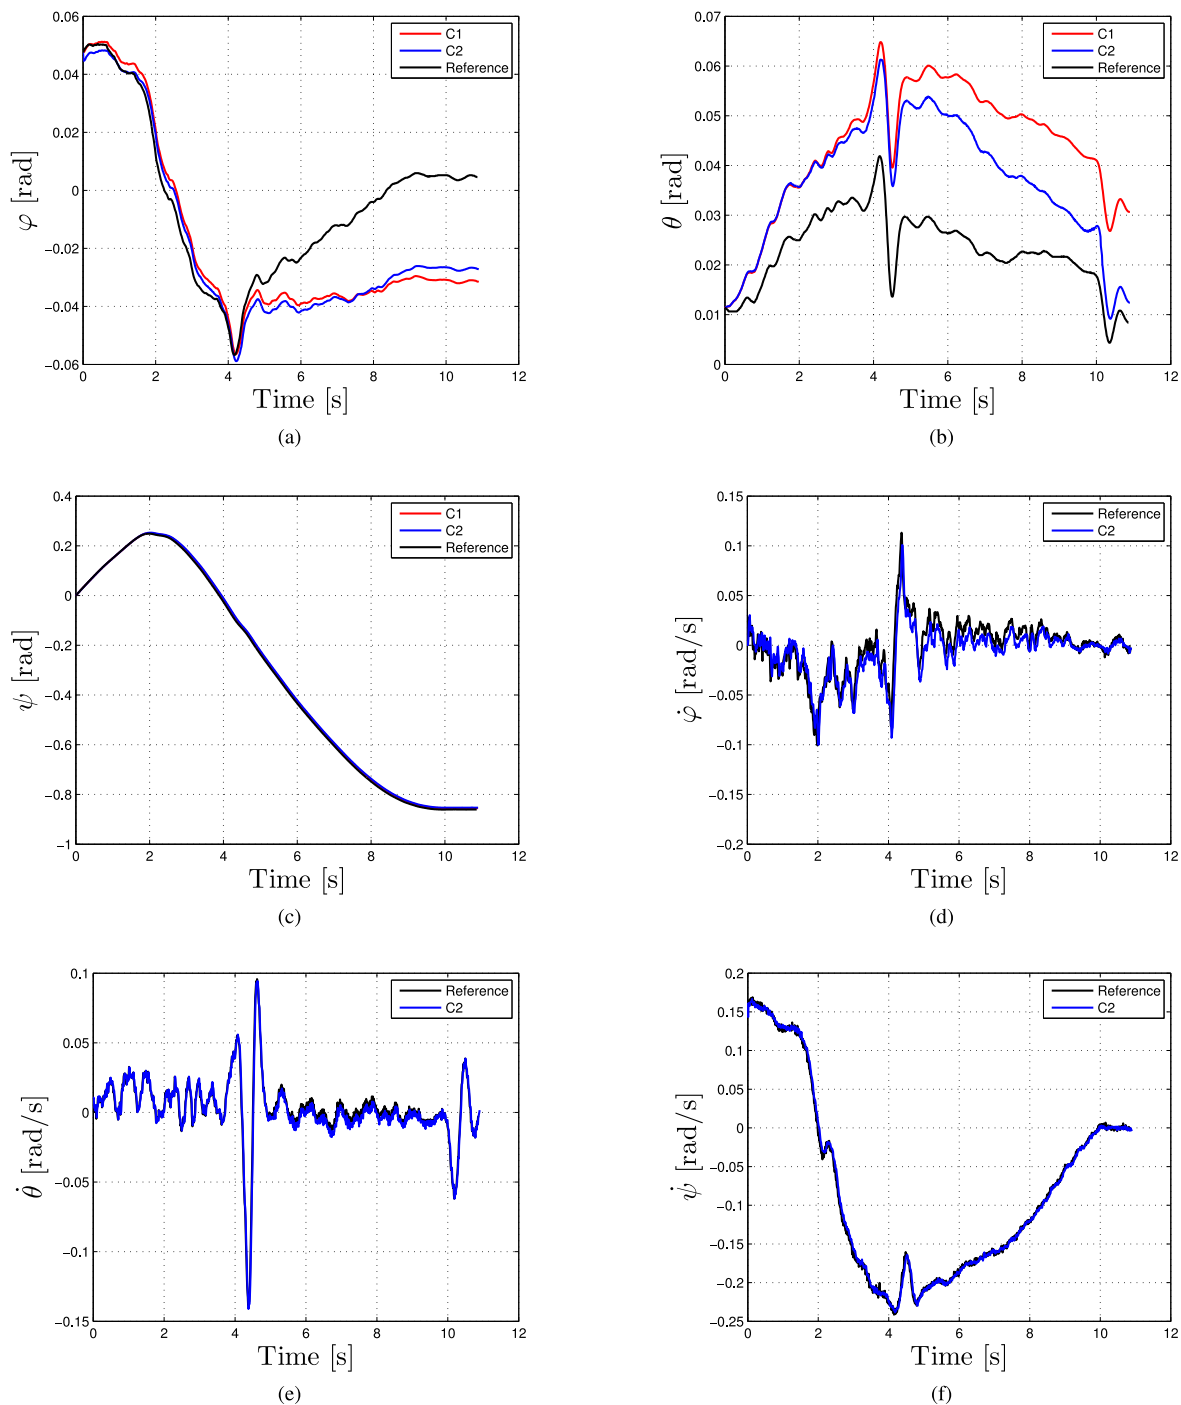 0.06
0.04
0.02
0
−0.02
−0.04
−0.06
φ [rad]
0 2 4 6 8 10 12
Time [s]
C1
C2
Reference
(a)
0.07
0.06
0.05
0.04
0.03
0.02
0.01
0
θ [rad]
0 2 4 6 8 10 12
Time [s]
C1
C2
Reference
(b)
0.4
0.2
0
−0.2
−0.4
−0.6
−0.8
−1
ψ [rad]
0 2 4 6 8 10 12
Time [s]
C1
C2
Reference
(c)
0.15
0.1
0.05
0
−0.05
−0.1
−0.15
−0.2
φ̇ [rad/s]
0 2 4 6 8 10 12
Time [s]
Reference
C2
(d)
0.1
0.05
0
−0.05
−0.1
−0.15
θ̇ [rad/s]
0 2 4 6 8 10 12
Time [s]
Reference
C2
(e)
0.2
0.15
0.1
0.05
0
−0.05
−0.1
−0.15
−0.2
−0.25
ψ̇ [rad/s]
0 2 4 6 8 10 12
Time [s]
Reference
C2
(f)